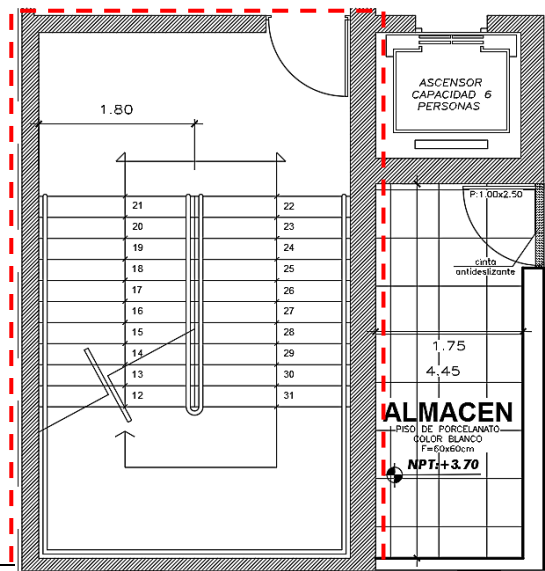 ASCENSOR
CAPACIDAD 6
PERSONAS
1.80
P:1.00x2.50
21 22
20 23
19 24
18 25
17 26
16 27
15 28
14 29
13 30
12 31
cinta
antideslizante
1.75
4.45
ALMACEN
PISO DE PORCELANATO
COLOR BLANCO
F=60x60cm
NPT:+3.70